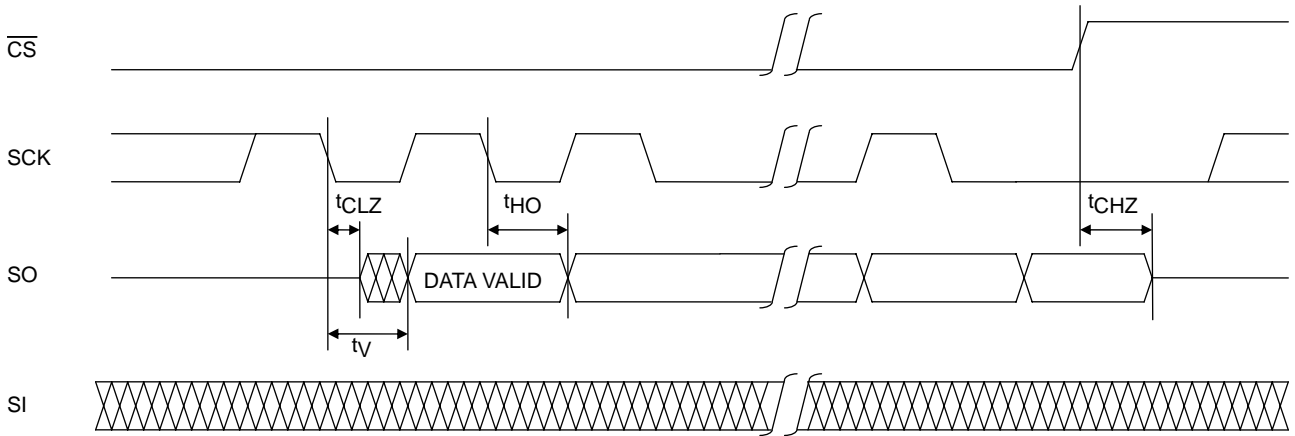 CS
SCK
tCLZ
tHO
tCHZ
SO
DATA VALID
tV
SI